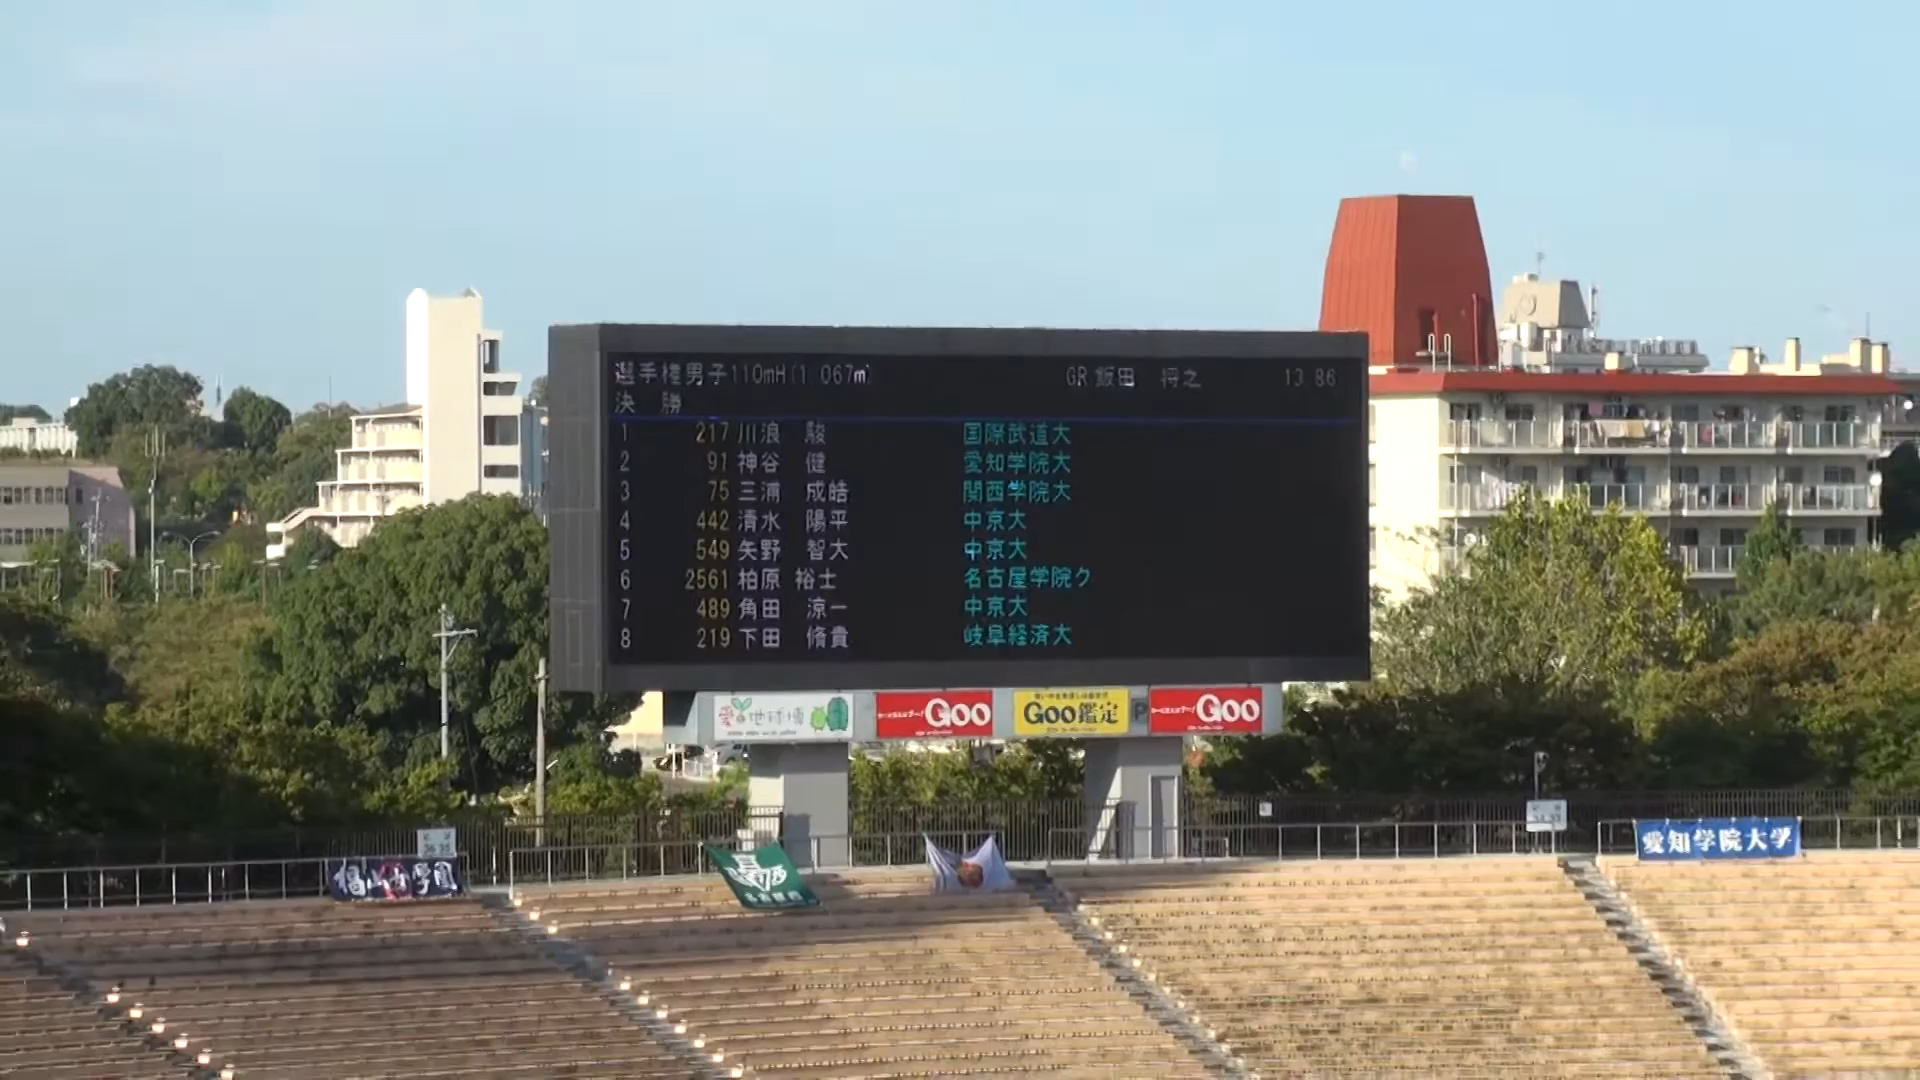 選手権男子110mH(1 067m) GR 飯田 将之 13 86
決 勝
1 217 川浪 駿 国際武道大
2 91 神谷 健 愛知学院大
3 75 三浦 成皓 関西学院大
4 442 清水 陽平 中京大
5 549 矢野 智大 中京大
6 2561 柏原 裕士 名古屋学院ク
7 489 角田 涼一 中京大
8 219 下田 脩貴 岐阜経済大
愛・地球博
Goo
Goo鑑定
P
Goo
愛知学院大学